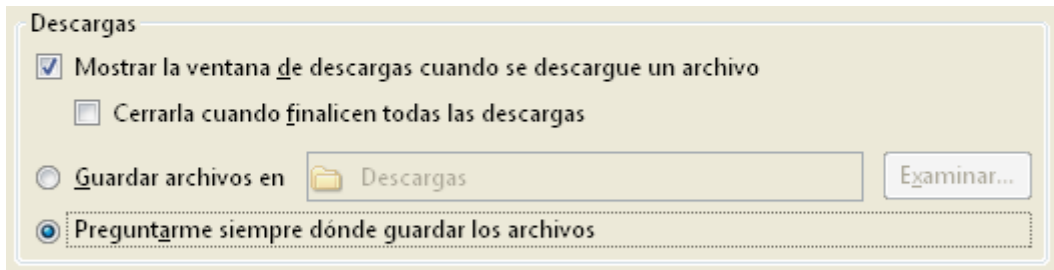 Descargas
Mostrar la ventana de descargas cuando se descargue un archivo
Cerrarla cuando finalicen todas las descargas
Guardar archivos en Descargas Examinar...
Preguntarme siempre dónde guardar los archivos